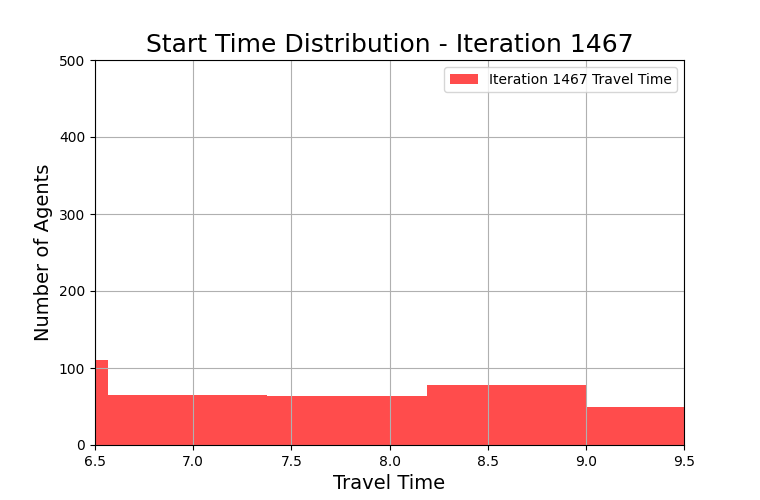 Start Time Distribution - Iteration 1467
500
400
300
200
100
0
Number of Agents
Iteration 1467 Travel Time
6.5 7.0 7.5 8.0 8.5 9.0 9.5
Travel Time